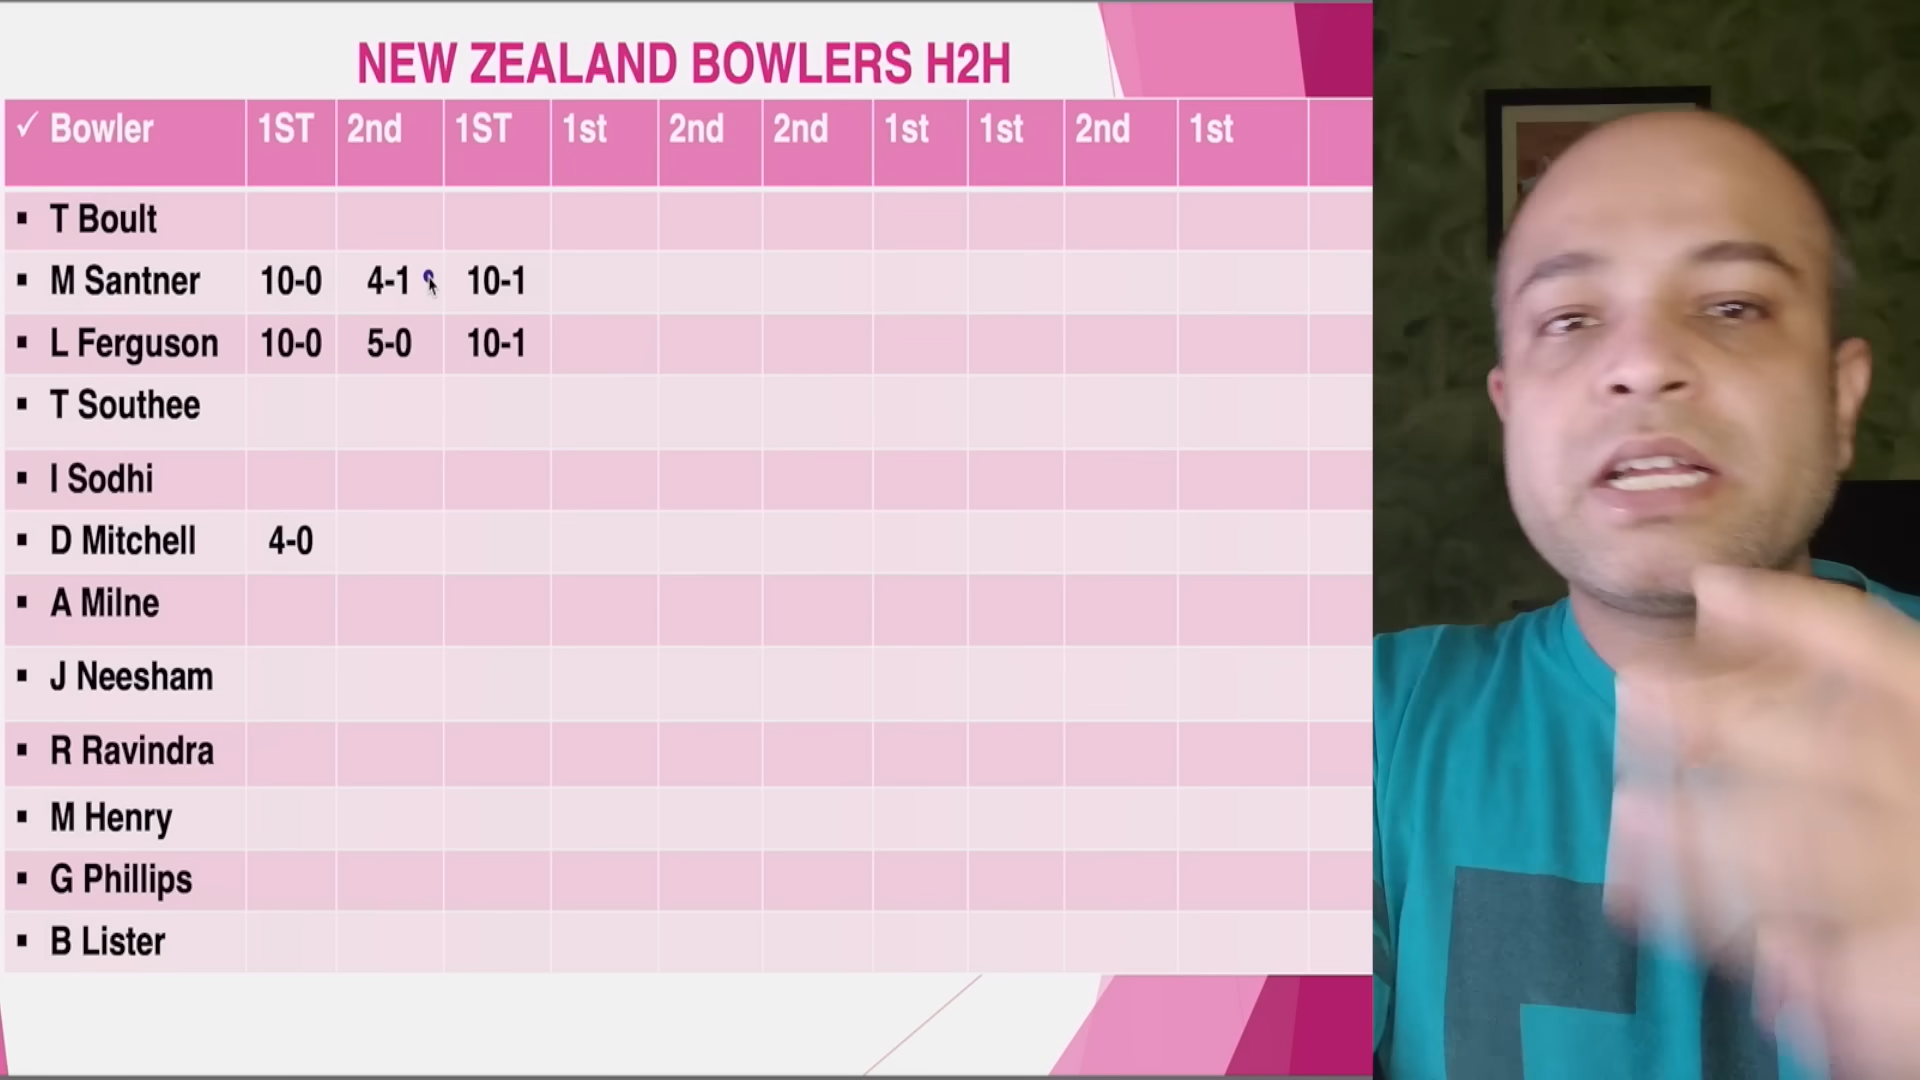 NEW ZEALAND BOWLERS H2H
✓ Bowler 1ST 2nd 1ST 1st 2nd 2nd 1st 1st 2nd 1st
▪ T Boult
▪ M Santner 10-0 4-1 10-1
▪ L Ferguson 10-0 5-0 10-1
▪ T Southee
▪ I Sodhi
▪ D Mitchell 4-0
▪ A Milne
▪ J Neesham
▪ R Ravindra
▪ M Henry
▪ G Phillips
▪ B Lister